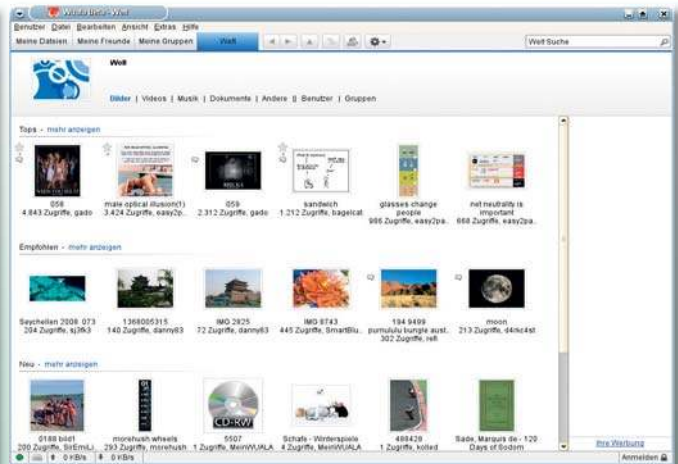 Wuala Beta - Welt
Benutzer Datei Bearbeiten Ansicht Extras Hilfe
Meine Dateien Meine Freunde Meine Gruppen Welt
Welt Suche
Welt
Bilder | Videos | Musik | Dokumente | Andere || Benutzer | Gruppen
Tops - mehr anzeigen
058
4.843 Zugriffe, gado
male optical illusion(1)
3.424 Zugriffe, easy2p..
059
2.312 Zugriffe, gado
sandwich
1.212 Zugriffe, bagelcat
glasses change
people
986 Zugriffe, easy2pa..
net neutrality is
important
668 Zugriffe, easy2pa..
Empfohlen - mehr anzeigen
Seychellen 2008 073
204 Zugriffe, sj3fk3
1368005315
140 Zugriffe, danny83
IMG 2825
72 Zugriffe, danny83
IMG 8743
445 Zugriffe, SmartBlu..
194 9489
purnululu bungle aust..
302 Zugriffe, refl
moon
213 Zugriffe, d4rkc4st
Neu - mehr anzeigen
CD-RW
0188 bild1
200 Zugriffe, SirEmiLi..
morehush wheels
293 Zugriffe, morehush
5507
1 Zugriffe, MeinWUALA
Schafe - Winterspiele
4 Zugriffe, MeinWUALA
488428
1 Zugriffe, kolled
Sade, Marquis de - 120
Days of Sodom
Ihre Werbung
0 KB/s 0 KB/s
Anmelden